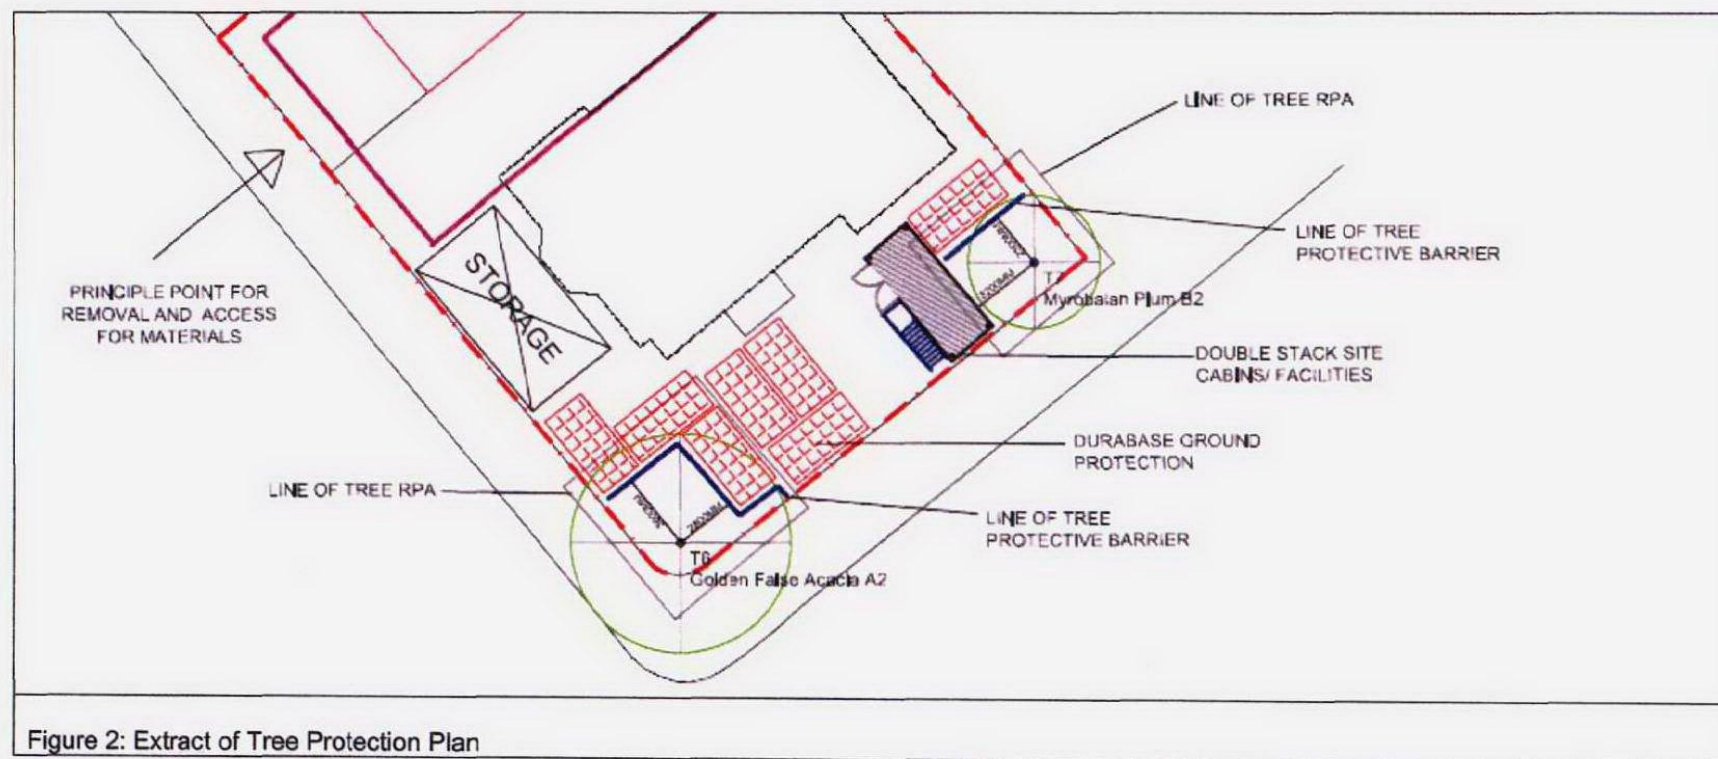 LINE OF TREE RPA
LINE OF TREE
PROTECTIVE BARRIER
PRINCIPLE POINT FOR
REMOVAL AND ACCESS
FOR MATERIALS
STORAGE
T7
Myrobalan Plum B2
DOUBLE STACK SITE
CABINS/ FACILITIES
DURABASE GROUND
PROTECTION
LINE OF TREE RPA
2800MM
LINE OF TREE
PROTECTIVE BARRIER
T6
Golden False Acacia A2
Figure 2: Extract of Tree Protection Plan